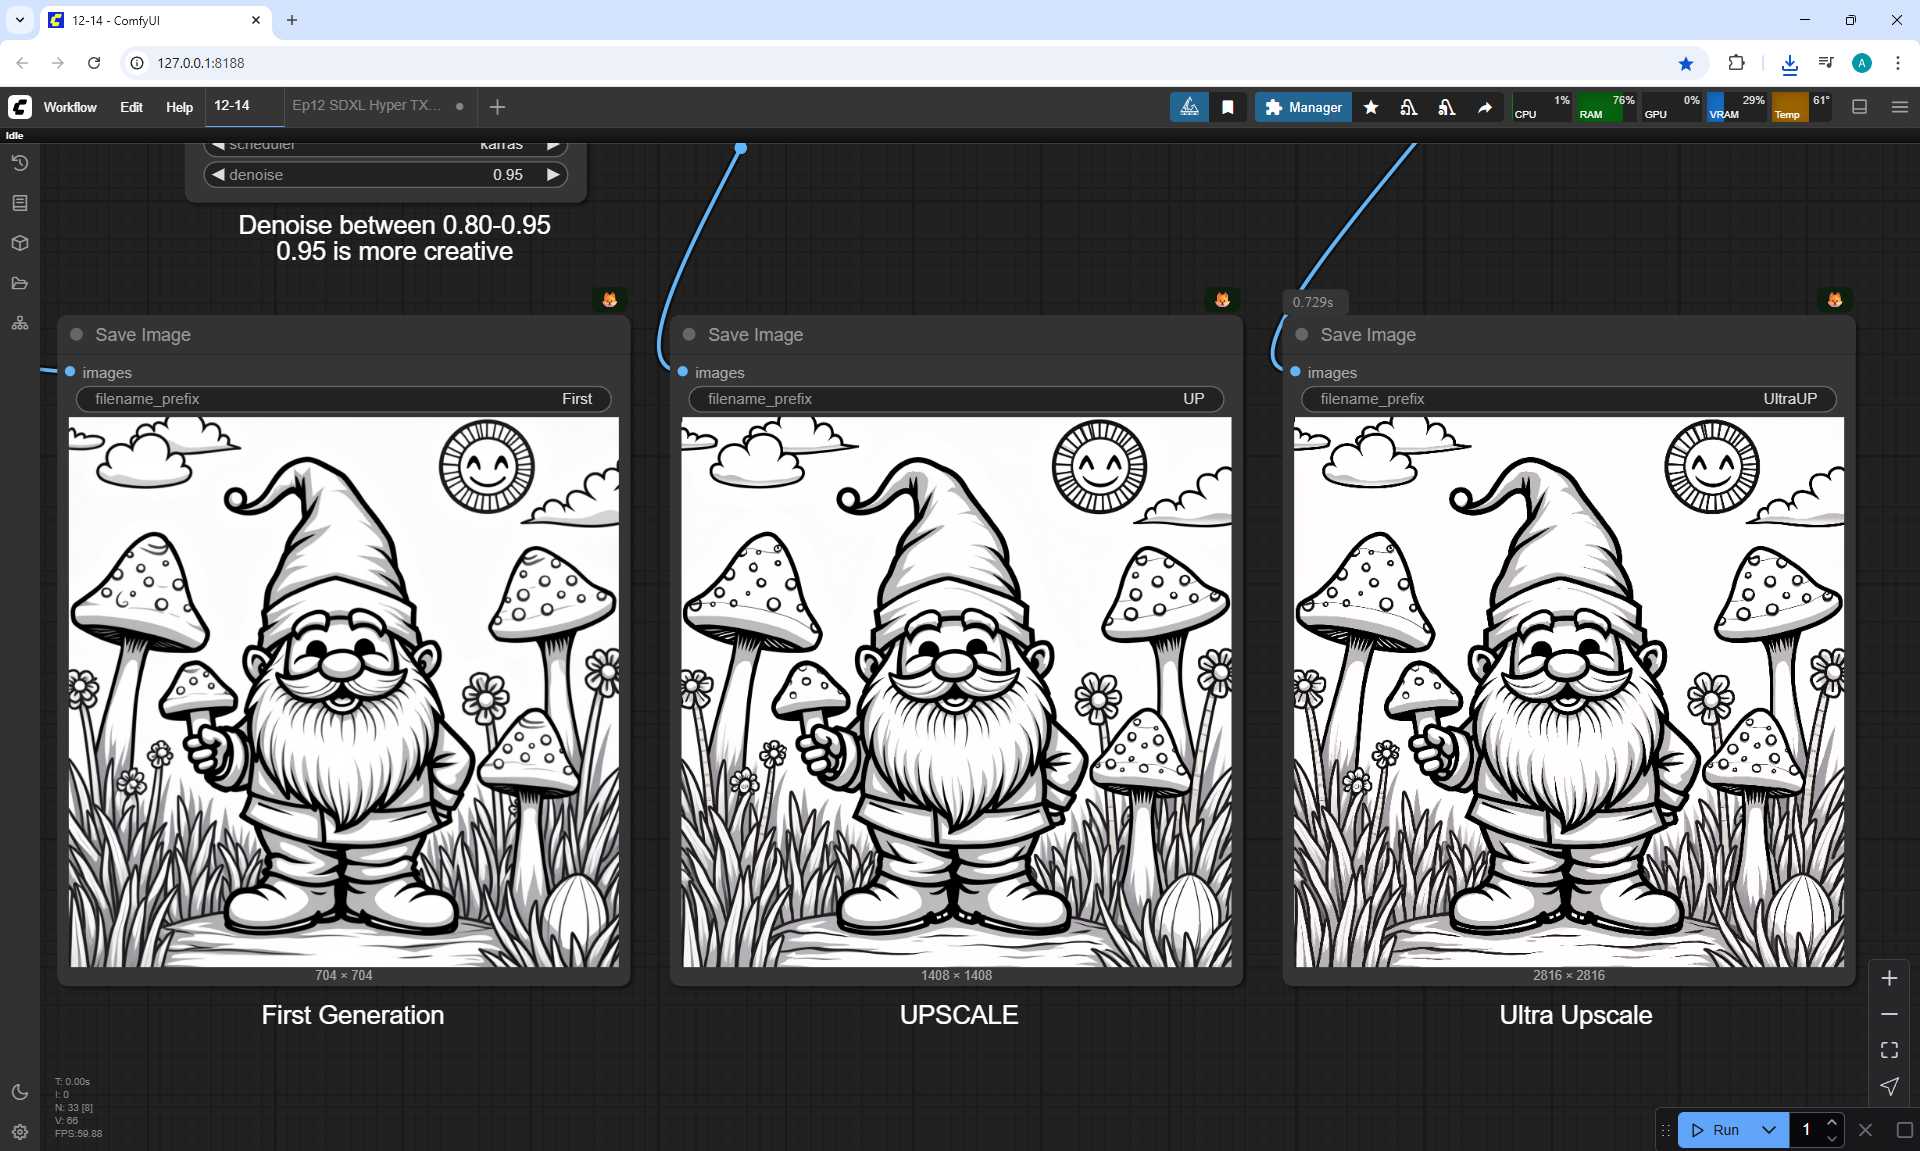 12-14 - ComfyUI
127.0.0.1:8188
A
Workflow Edit Help 12-14 Ep12 SDXL Hyper TX...
Manager
CPU 1% RAM 76% GPU 0% VRAM 29% Temp 61°
Idle
scheduler karras
denoise 0.95
Denoise between 0.80-0.95
0.95 is more creative
0.729s
Save Image
images
filename_prefix First
704 × 704
First Generation
Save Image
images
filename_prefix UP
1408 × 1408
UPSCALE
Save Image
images
filename_prefix UltraUP
2816 × 2816
Ultra Upscale
T: 0.00s
I: 0
N: 33 [8]
V: 66
FPS:59.88
Run 1